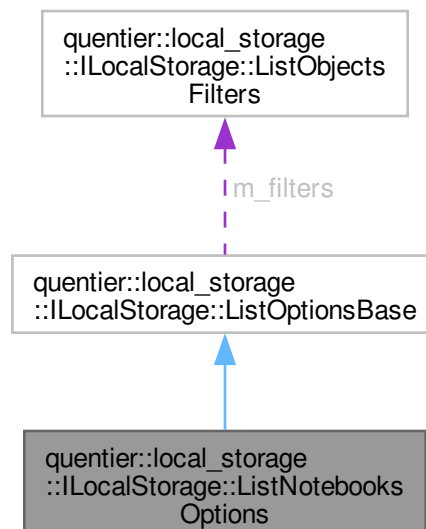 quentier::local_storage
::ILocalStorage::ListObjects
Filters
m_filters
quentier::local_storage
::ILocalStorage::ListOptionsBase
quentier::local_storage
::ILocalStorage::ListNotebooks
Options